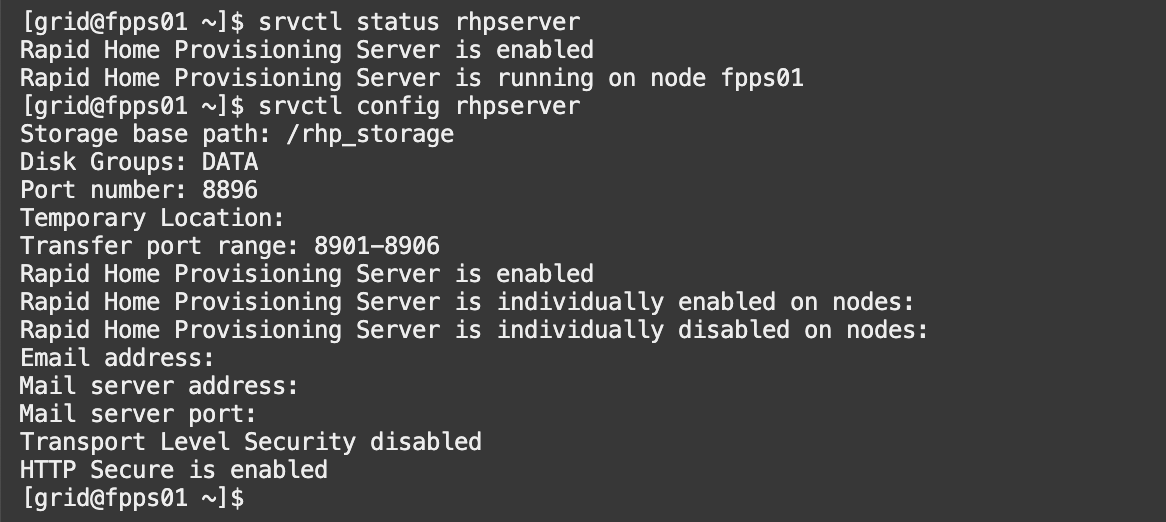 [grid@fpps01 ~]$ srvctl status rhpserver
Rapid Home Provisioning Server is enabled
Rapid Home Provisioning Server is running on node fpps01
[grid@fpps01 ~]$ srvctl config rhpserver
Storage base path: /rhp_storage
Disk Groups: DATA
Port number: 8896
Temporary Location:
Transfer port range: 8901-8906
Rapid Home Provisioning Server is enabled
Rapid Home Provisioning Server is individually enabled on nodes:
Rapid Home Provisioning Server is individually disabled on nodes:
Email address:
Mail server address:
Mail server port:
Transport Level Security disabled
HTTP Secure is enabled
[grid@fpps01 ~]$